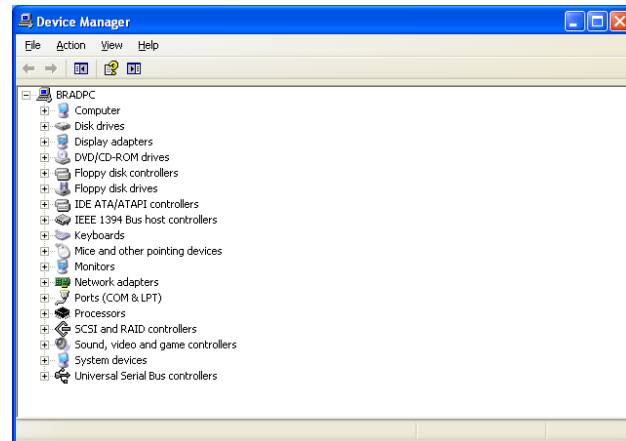 Device Manager
File Action View Help
BRADPC
Computer
Disk drives
Display adapters
DVD/CD-ROM drives
Floppy disk controllers
Floppy disk drives
IDE ATA/ATAPI controllers
IEEE 1394 Bus host controllers
Keyboards
Mice and other pointing devices
Monitors
Network adapters
Ports (COM & LPT)
Processors
SCSI and RAID controllers
Sound, video and game controllers
System devices
Universal Serial Bus controllers